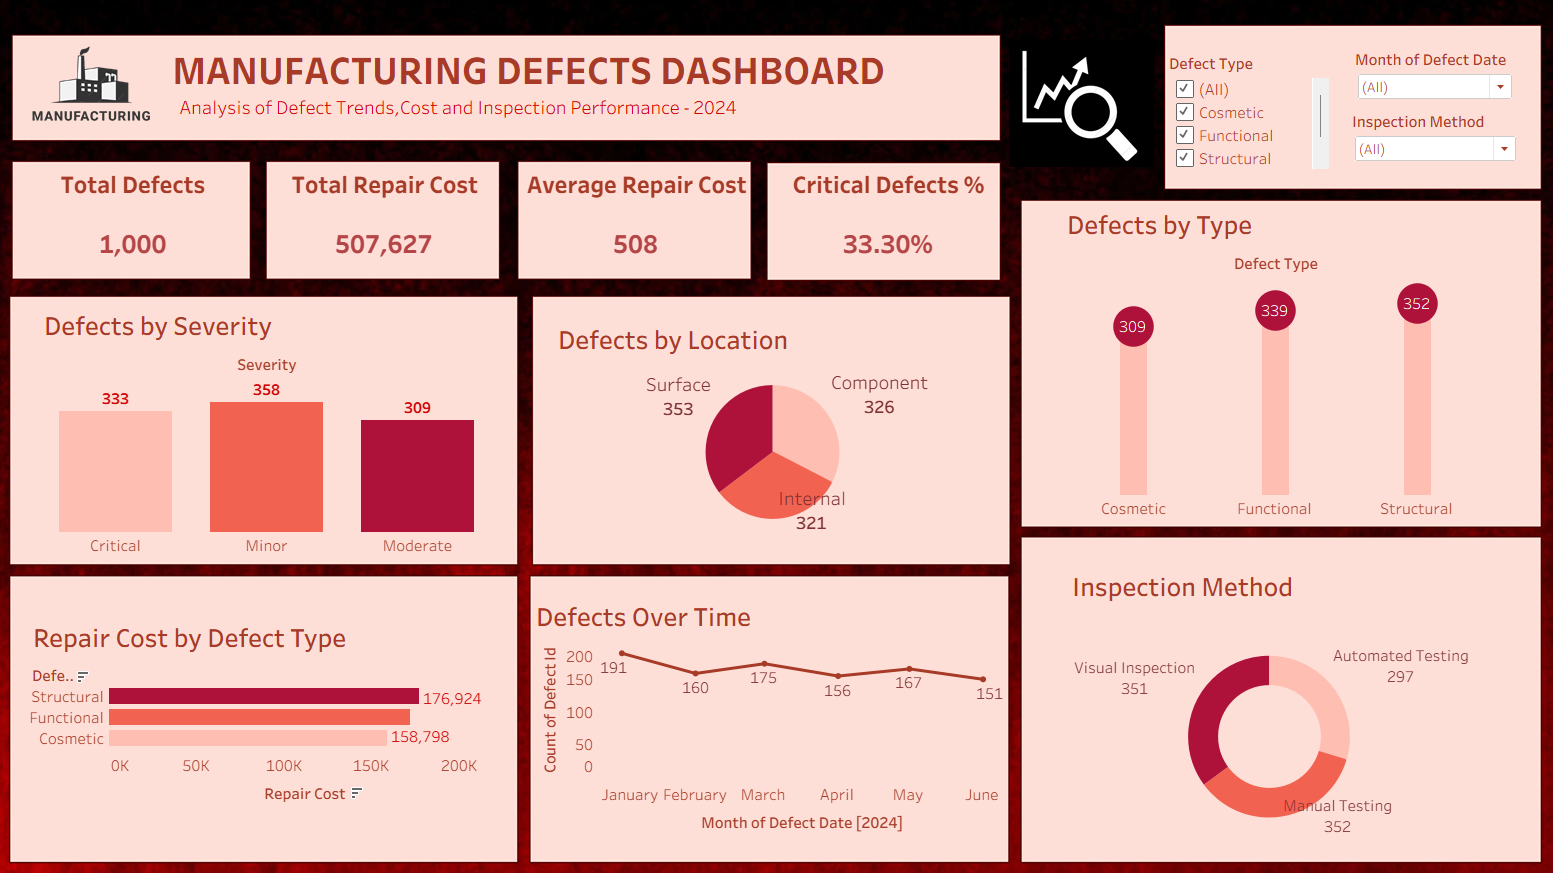 MANUFACTURING
MANUFACTURING DEFECTS DASHBOARD
Analysis of Defect Trends,Cost and Inspection Performance - 2024
Defect Type
(All)
Cosmetic
Functional
Structural
Month of Defect Date
(All)
Inspection Method
(All)
Total Defects
1,000
Total Repair Cost
507,627
Average Repair Cost
508
Critical Defects %
33.30%
Defects by Severity
Severity
333
358
309
Critical
Minor
Moderate
Defects by Location
Surface
353
Component
326
Internal
321
Defects by Type
Defect Type
309
339
352
Cosmetic
Functional
Structural
Repair Cost by Defect Type
Defe..
Structural
176,924
Functional
Cosmetic
158,798
0K
50K
100K
150K
200K
Repair Cost
Defects Over Time
Count of Defect Id
200
150
100
50
0
191
160
175
156
167
151
January
February
March
April
May
June
Month of Defect Date [2024]
Inspection Method
Visual Inspection
351
Automated Testing
297
Manual Testing
352